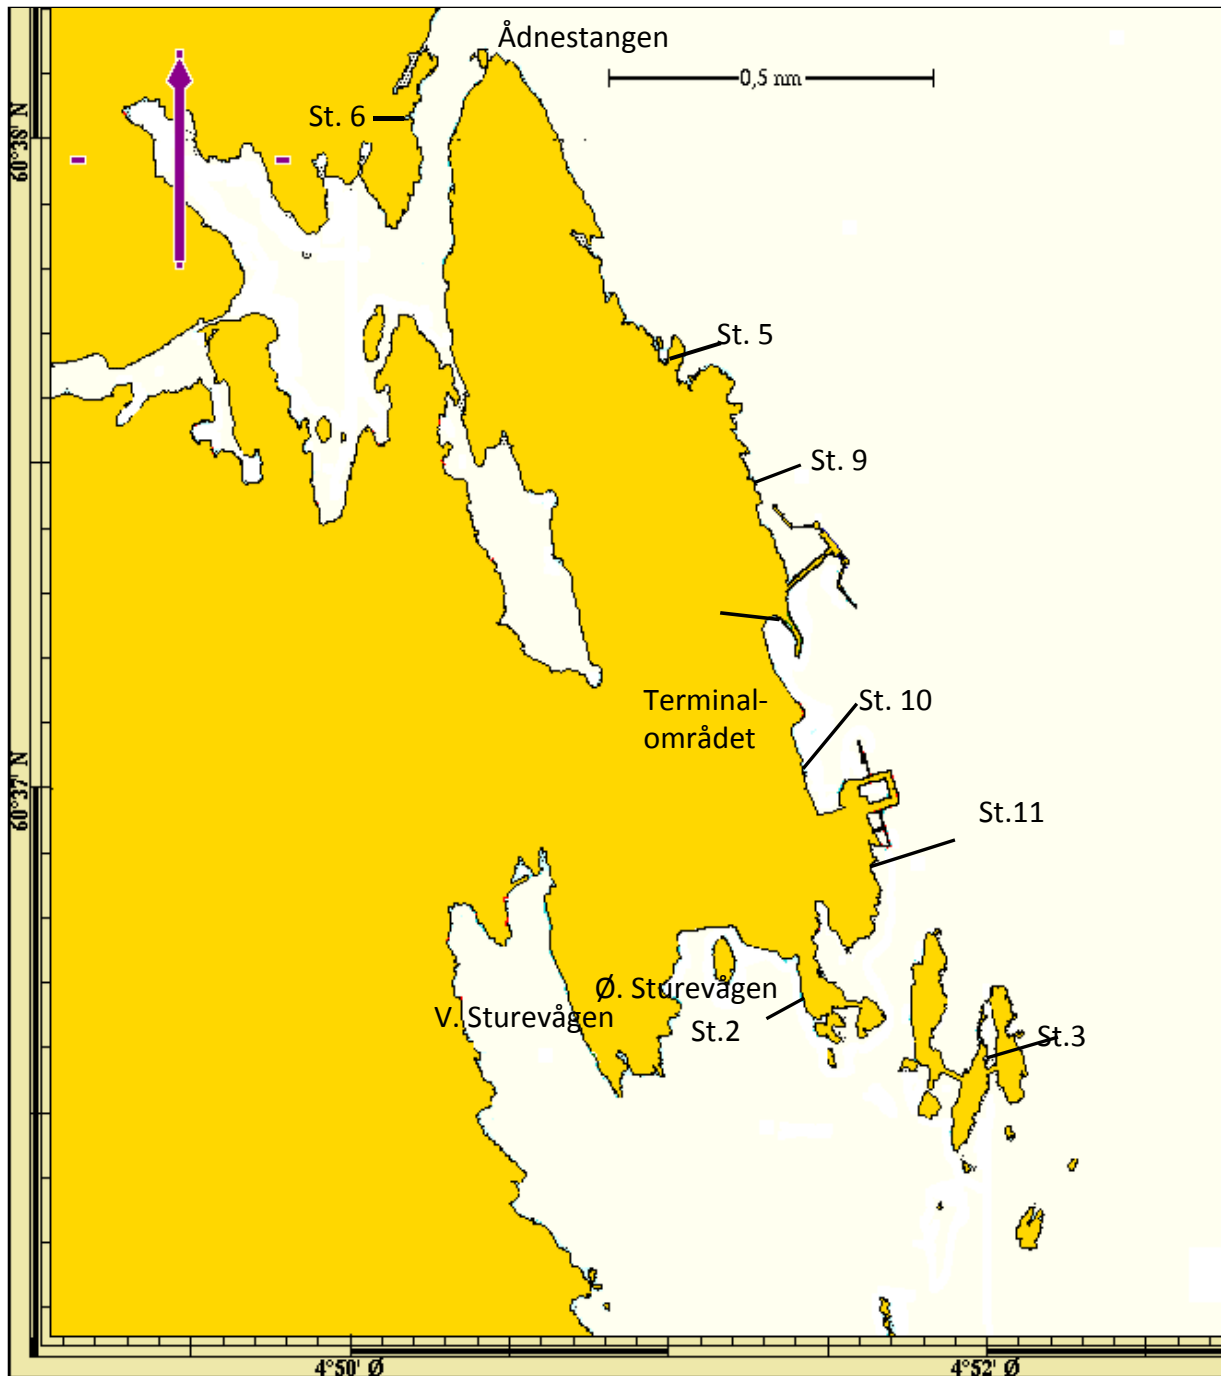 Ådnestangen
0,5 nm
St. 6
60°38' N
St. 5
St. 9
Terminal-
området
St. 10
60°37' N
St.11
Ø. Sturevågen
V. Sturevågen
St.2
St.3
4°50' Ø
4°52' Ø